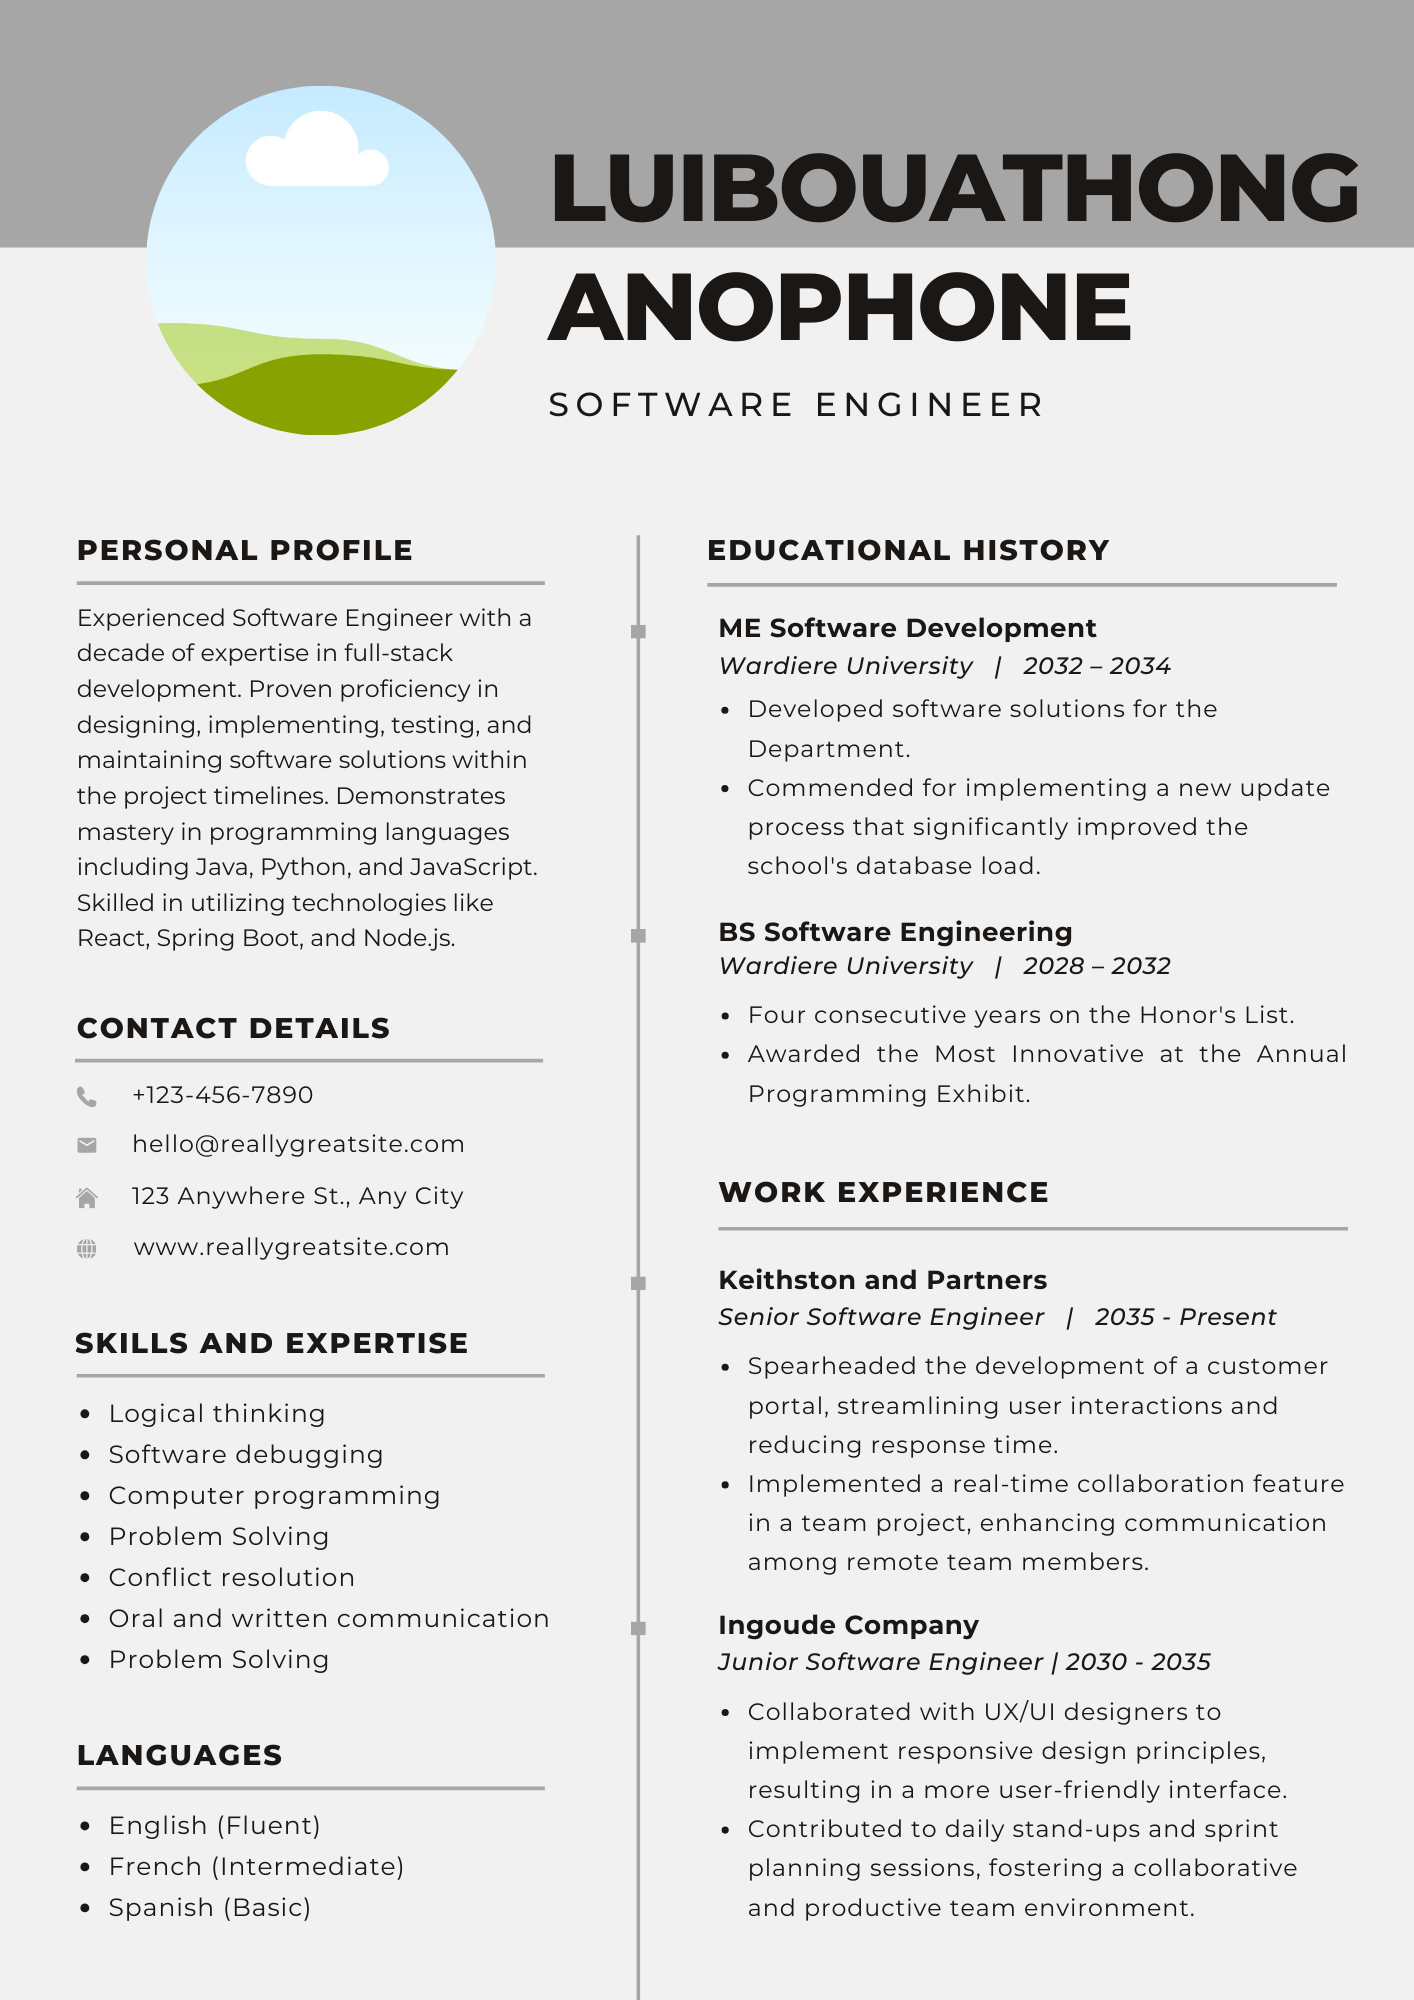 LUIBOUATHONG
ANOPHONE
SOFTWARE ENGINEER
PERSONAL PROFILE
Experienced Software Engineer with a
decade of expertise in full-stack
development. Proven proficiency in
designing, implementing, testing, and
maintaining software solutions within
the project timelines. Demonstrates
mastery in programming languages
including Java, Python, and JavaScript.
Skilled in utilizing technologies like
React, Spring Boot, and Node.js.
CONTACT DETAILS
+123-456-7890
hello@reallygreatsite.com
123 Anywhere St., Any City
www.reallygreatsite.com
SKILLS AND EXPERTISE
• Logical thinking
• Software debugging
• Computer programming
• Problem Solving
• Conflict resolution
• Oral and written communication
• Problem Solving
LANGUAGES
• English (Fluent)
• French (Intermediate)
• Spanish (Basic)
EDUCATIONAL HISTORY
ME Software Development
Wardiere University | 2032 – 2034
• Developed software solutions for the
Department.
• Commended for implementing a new update
process that significantly improved the
school's database load.
BS Software Engineering
Wardiere University | 2028 – 2032
• Four consecutive years on the Honor's List.
• Awarded the Most Innovative at the Annual
Programming Exhibit.
WORK EXPERIENCE
Keithston and Partners
Senior Software Engineer | 2035 - Present
• Spearheaded the development of a customer
portal, streamlining user interactions and
reducing response time.
• Implemented a real-time collaboration feature
in a team project, enhancing communication
among remote team members.
Ingoude Company
Junior Software Engineer | 2030 - 2035
• Collaborated with UX/UI designers to
implement responsive design principles,
resulting in a more user-friendly interface.
• Contributed to daily stand-ups and sprint
planning sessions, fostering a collaborative
and productive team environment.